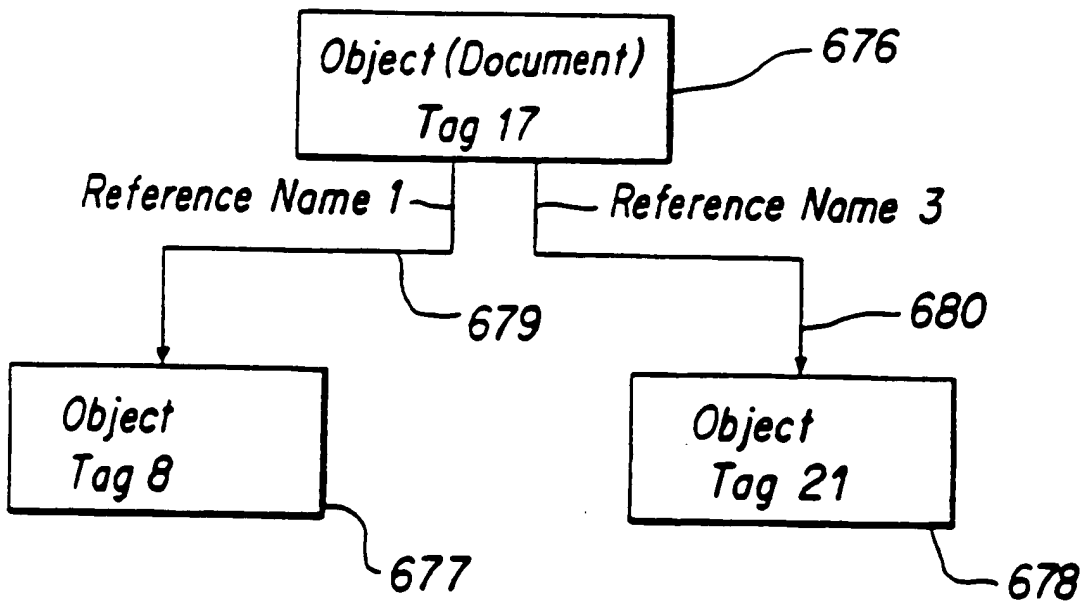 Object (Document)
Tag 17
676
Reference Name 1
Reference Name 3
679
680
Object
Tag 8
677
Object
Tag 21
678